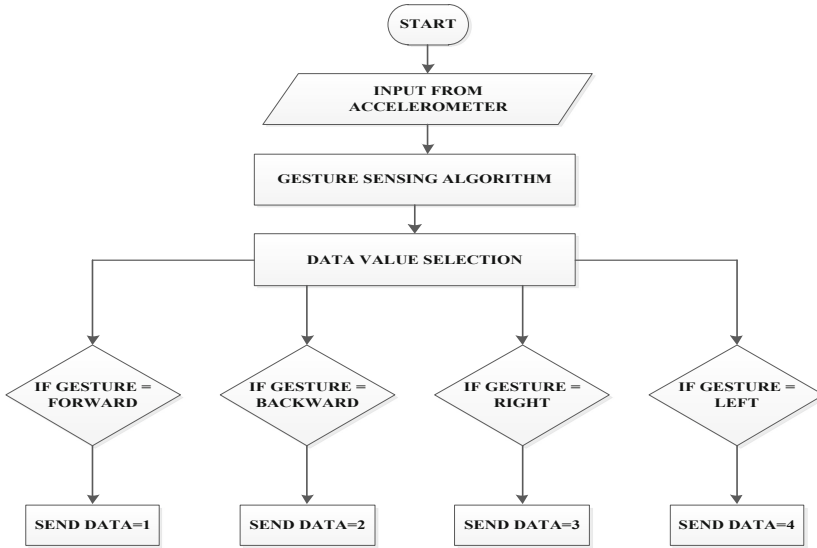 START
INPUT FROM
ACCELEROMETER
GESTURE SENSING ALGORITHM
DATA VALUE SELECTION
IF GESTURE =
FORWARD
IF GESTURE =
BACKWARD
IF GESTURE =
RIGHT
IF GESTURE =
LEFT
SEND DATA=1
SEND DATA=2
SEND DATA=3
SEND DATA=4